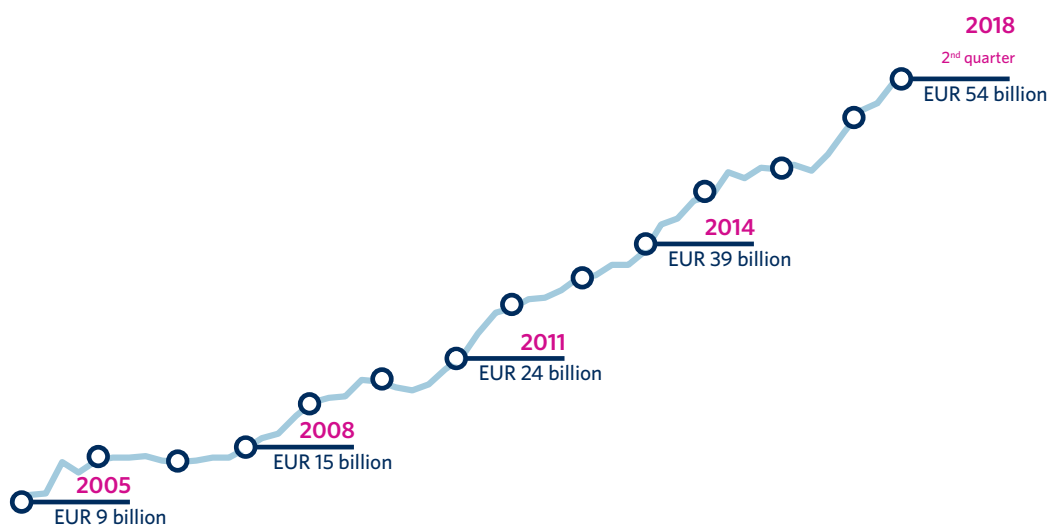 2018
2nd quarter
EUR 54 billion
2014
EUR 39 billion
2011
EUR 24 billion
2008
EUR 15 billion
2005
EUR 9 billion